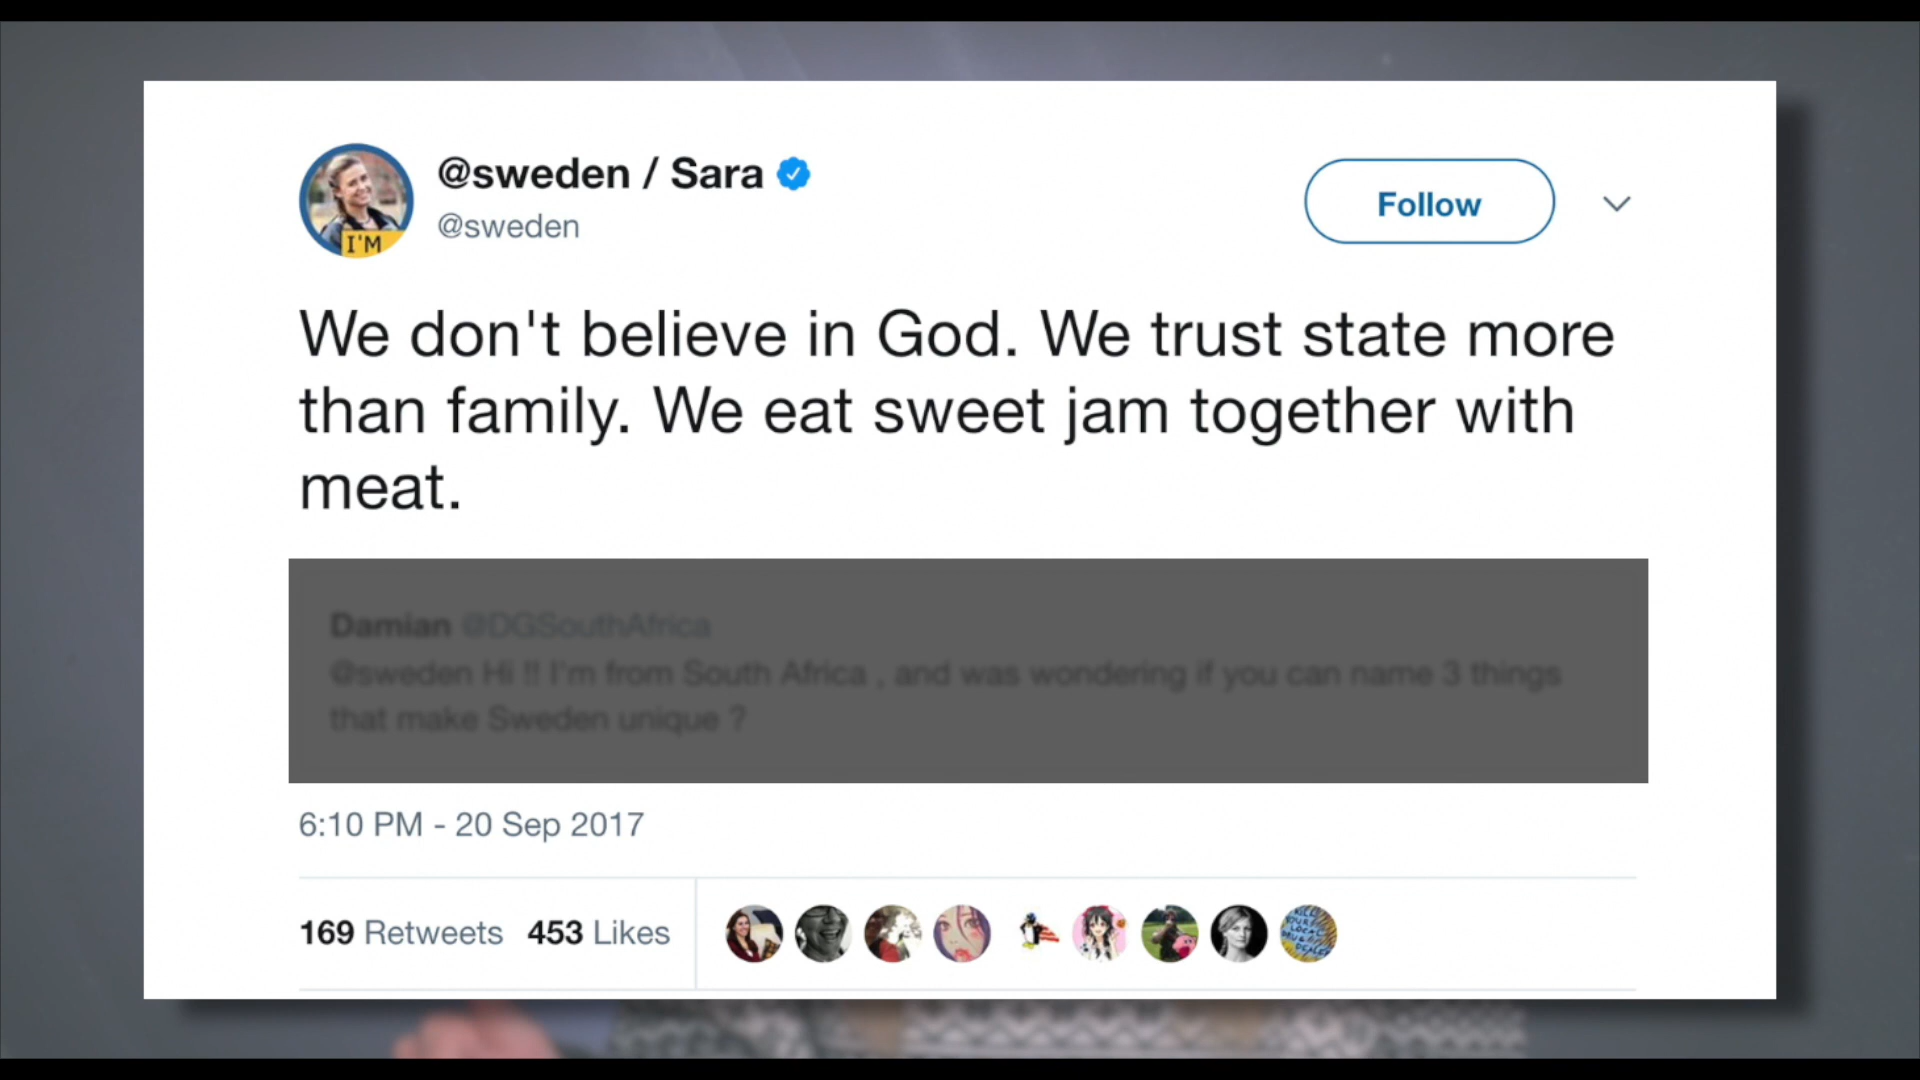 @sweden / Sara
@sweden
Follow
I'M
We don't believe in God. We trust state more
than family. We eat sweet jam together with
meat.
Damian @DGSouthAfrica
@sweden Hi !! I'm from South Africa , and was wondering if you can name 3 things
that make Sweden unique ?
6:10 PM - 20 Sep 2017
169 Retweets 453 Likes